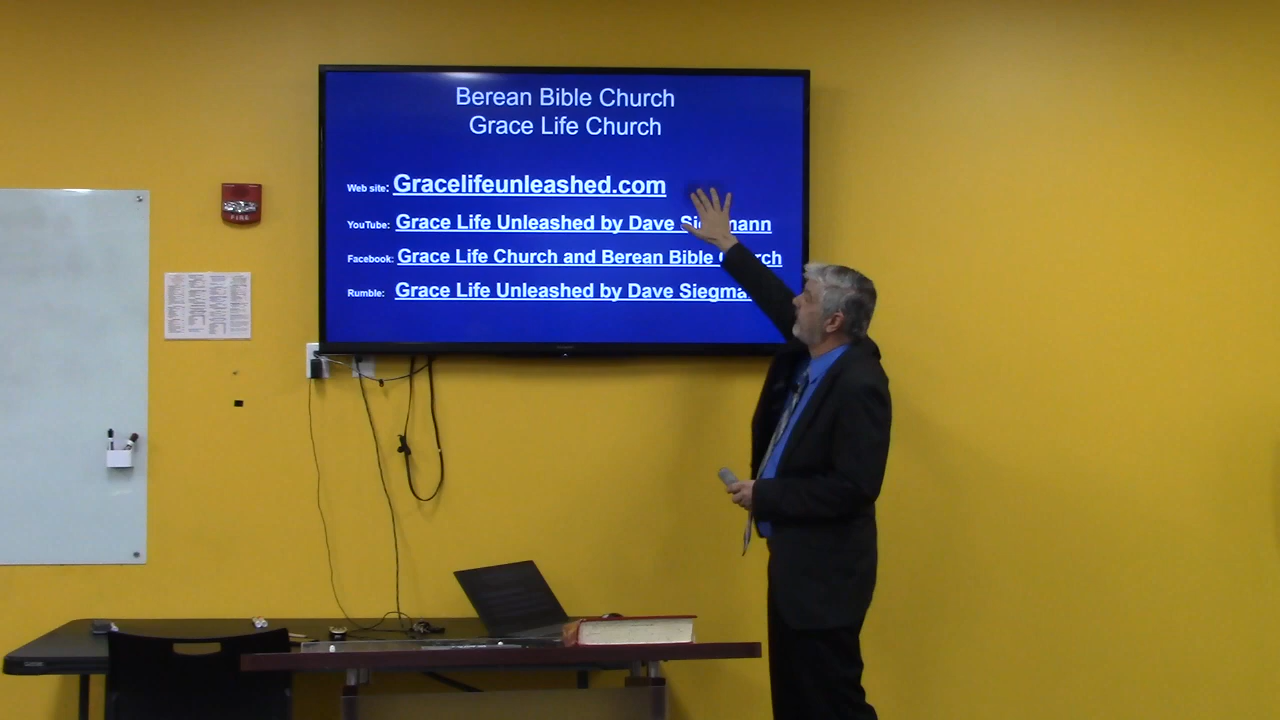 Berean Bible Church
Grace Life Church
Web site: Gracelifeunleashed.com
YouTube: Grace Life Unleashed by Dave
Facebook: Grace Life Church and Berean Bible
Rumble: Grace Life Unleashed by Dave
FIRE